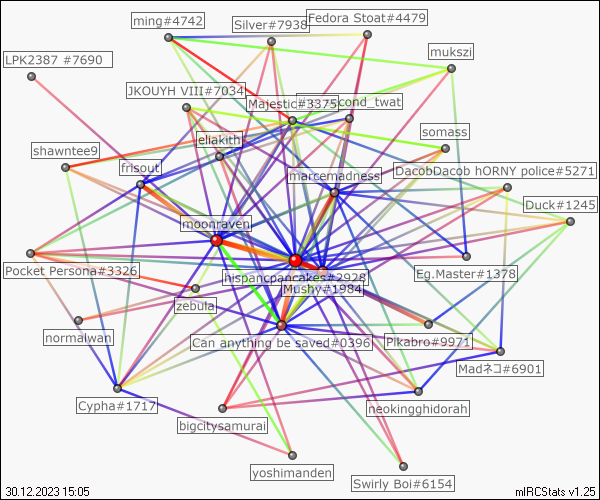 ming#4742
Silver#7938
Fedora Stoat#4479
mukszi
LPK2387 #7690
JKOUYH VIII#7034
Majestic#3375
cond_twat
somass
eliakith
shawntee9
frisout
marcemadness
DacobDacob hORNY police#5271
Duck#1245
moonraven
Pocket Persona#3326
hispancpancakes#2928
Eg.Master#1378
Mushy#1984
zebula
normalwan
Can anything be saved#0396
Pikabro#9971
Madネコ#6901
Cypha#1717
neokingghidorah
bigcitysamurai
yoshimanden
Swirly Boi#6154
30.12.2023 15:05
mIRCStats v1.25